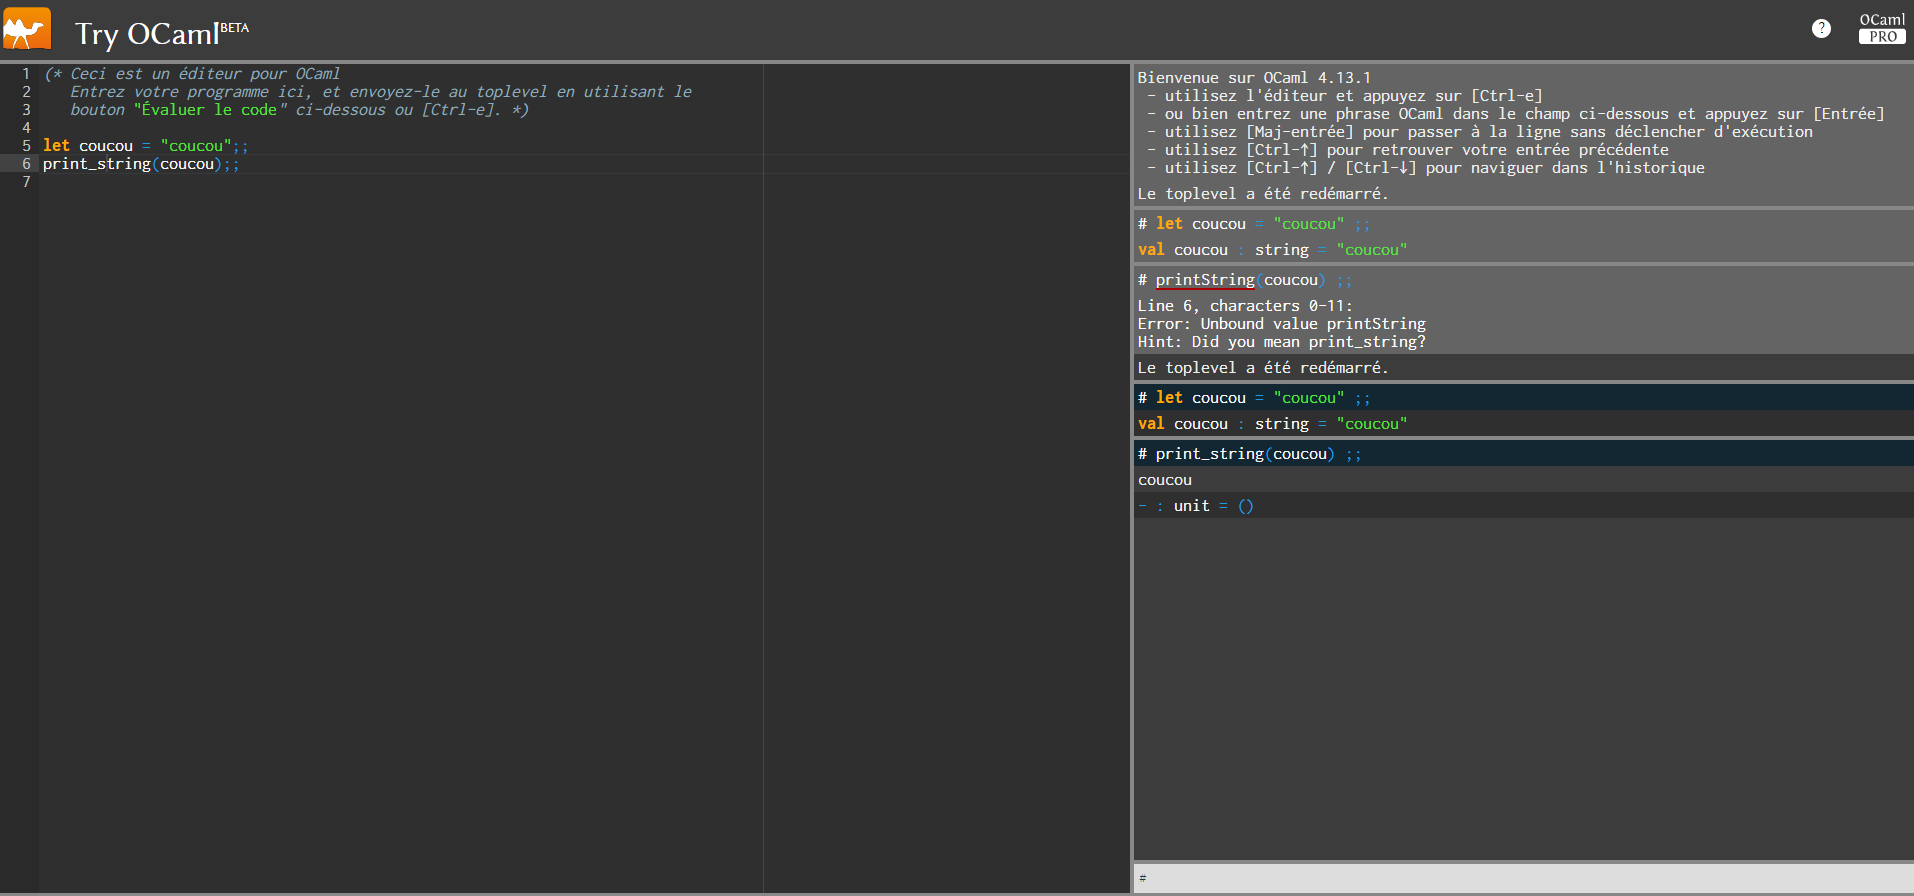 Try OCaml BETA
?
OCaml
PRO
1 (* Ceci est un éditeur pour OCaml
2 Entrez votre programme ici, et envoyez-le au toplevel en utilisant le
3 bouton "Évaluer le code" ci-dessous ou [Ctrl-e]. *)
4
5 let coucou = "coucou";;
6 print_string(coucou);;
7
Bienvenue sur OCaml 4.13.1
- utilisez l'éditeur et appuyez sur [Ctrl-e]
- ou bien entrez une phrase OCaml dans le champ ci-dessous et appuyez sur [Entrée]
- utilisez [Maj-entrée] pour passer à la ligne sans déclencher d'exécution
- utilisez [Ctrl-↑] pour retrouver votre entrée précédente
- utilisez [Ctrl-↑] / [Ctrl-↓] pour naviguer dans l'historique
Le toplevel a été redémarré.
# let coucou = "coucou" ;;
val coucou : string = "coucou"
# printString(coucou) ;;
Line 6, characters 0-11:
Error: Unbound value printString
Hint: Did you mean print_string?
Le toplevel a été redémarré.
# let coucou = "coucou" ;;
val coucou : string = "coucou"
# print_string(coucou) ;;
coucou
- : unit = ()
#